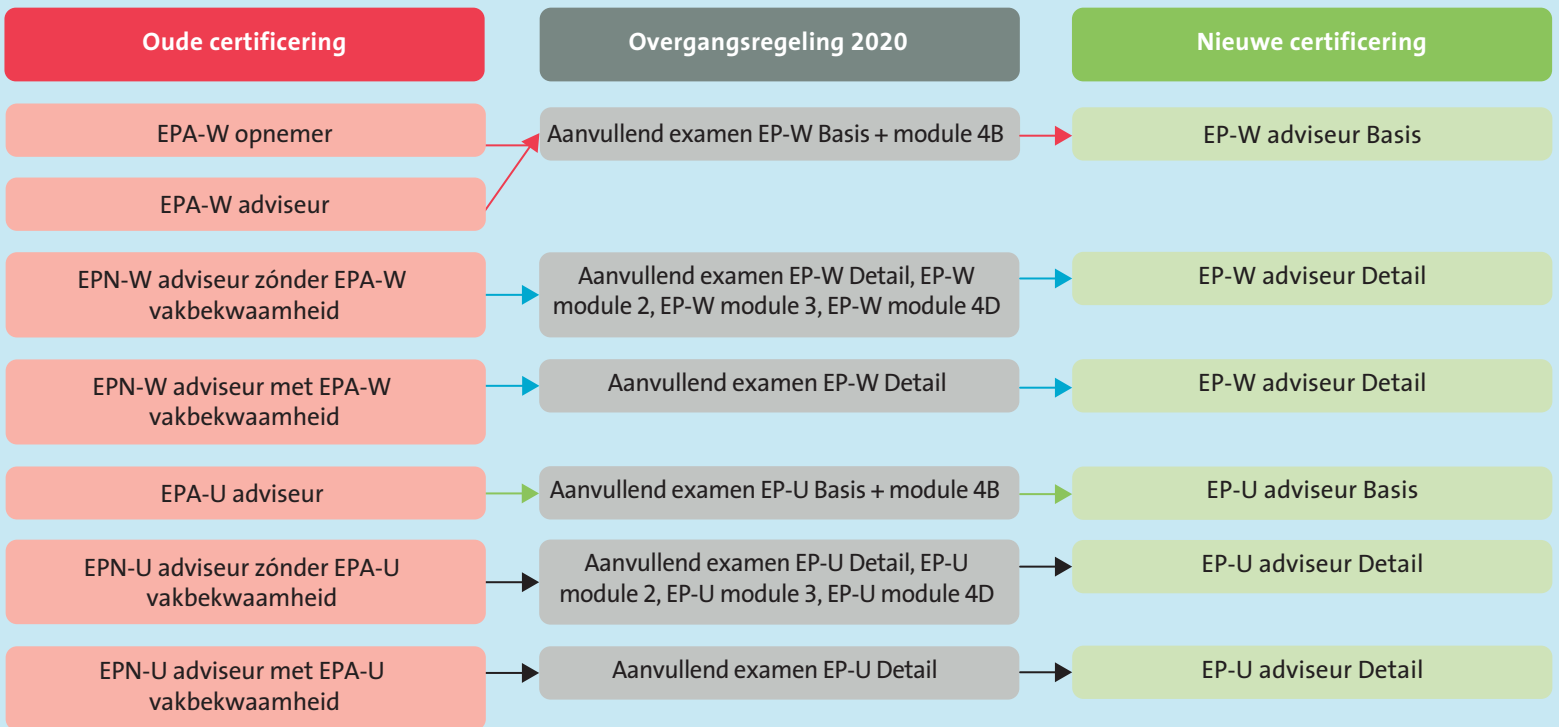 Oude certificering
Overgangsregeling 2020
Nieuwe certificering
EPA-W opnemer
Aanvullend examen EP-W Basis + module 4B
EP-W adviseur Basis
EPA-W adviseur
EPN-W adviseur zónder EPA-W
vakbekwaamheid
Aanvullend examen EP-W Detail, EP-W
module 2, EP-W module 3, EP-W module 4D
EP-W adviseur Detail
EPN-W adviseur met EPA-W
vakbekwaamheid
Aanvullend examen EP-W Detail
EP-W adviseur Detail
EPA-U adviseur
Aanvullend examen EP-U Basis + module 4B
EP-U adviseur Basis
EPN-U adviseur zónder EPA-U
vakbekwaamheid
Aanvullend examen EP-U Detail, EP-U
module 2, EP-U module 3, EP-U module 4D
EP-U adviseur Detail
EPN-U adviseur met EPA-U
vakbekwaamheid
Aanvullend examen EP-U Detail
EP-U adviseur Detail